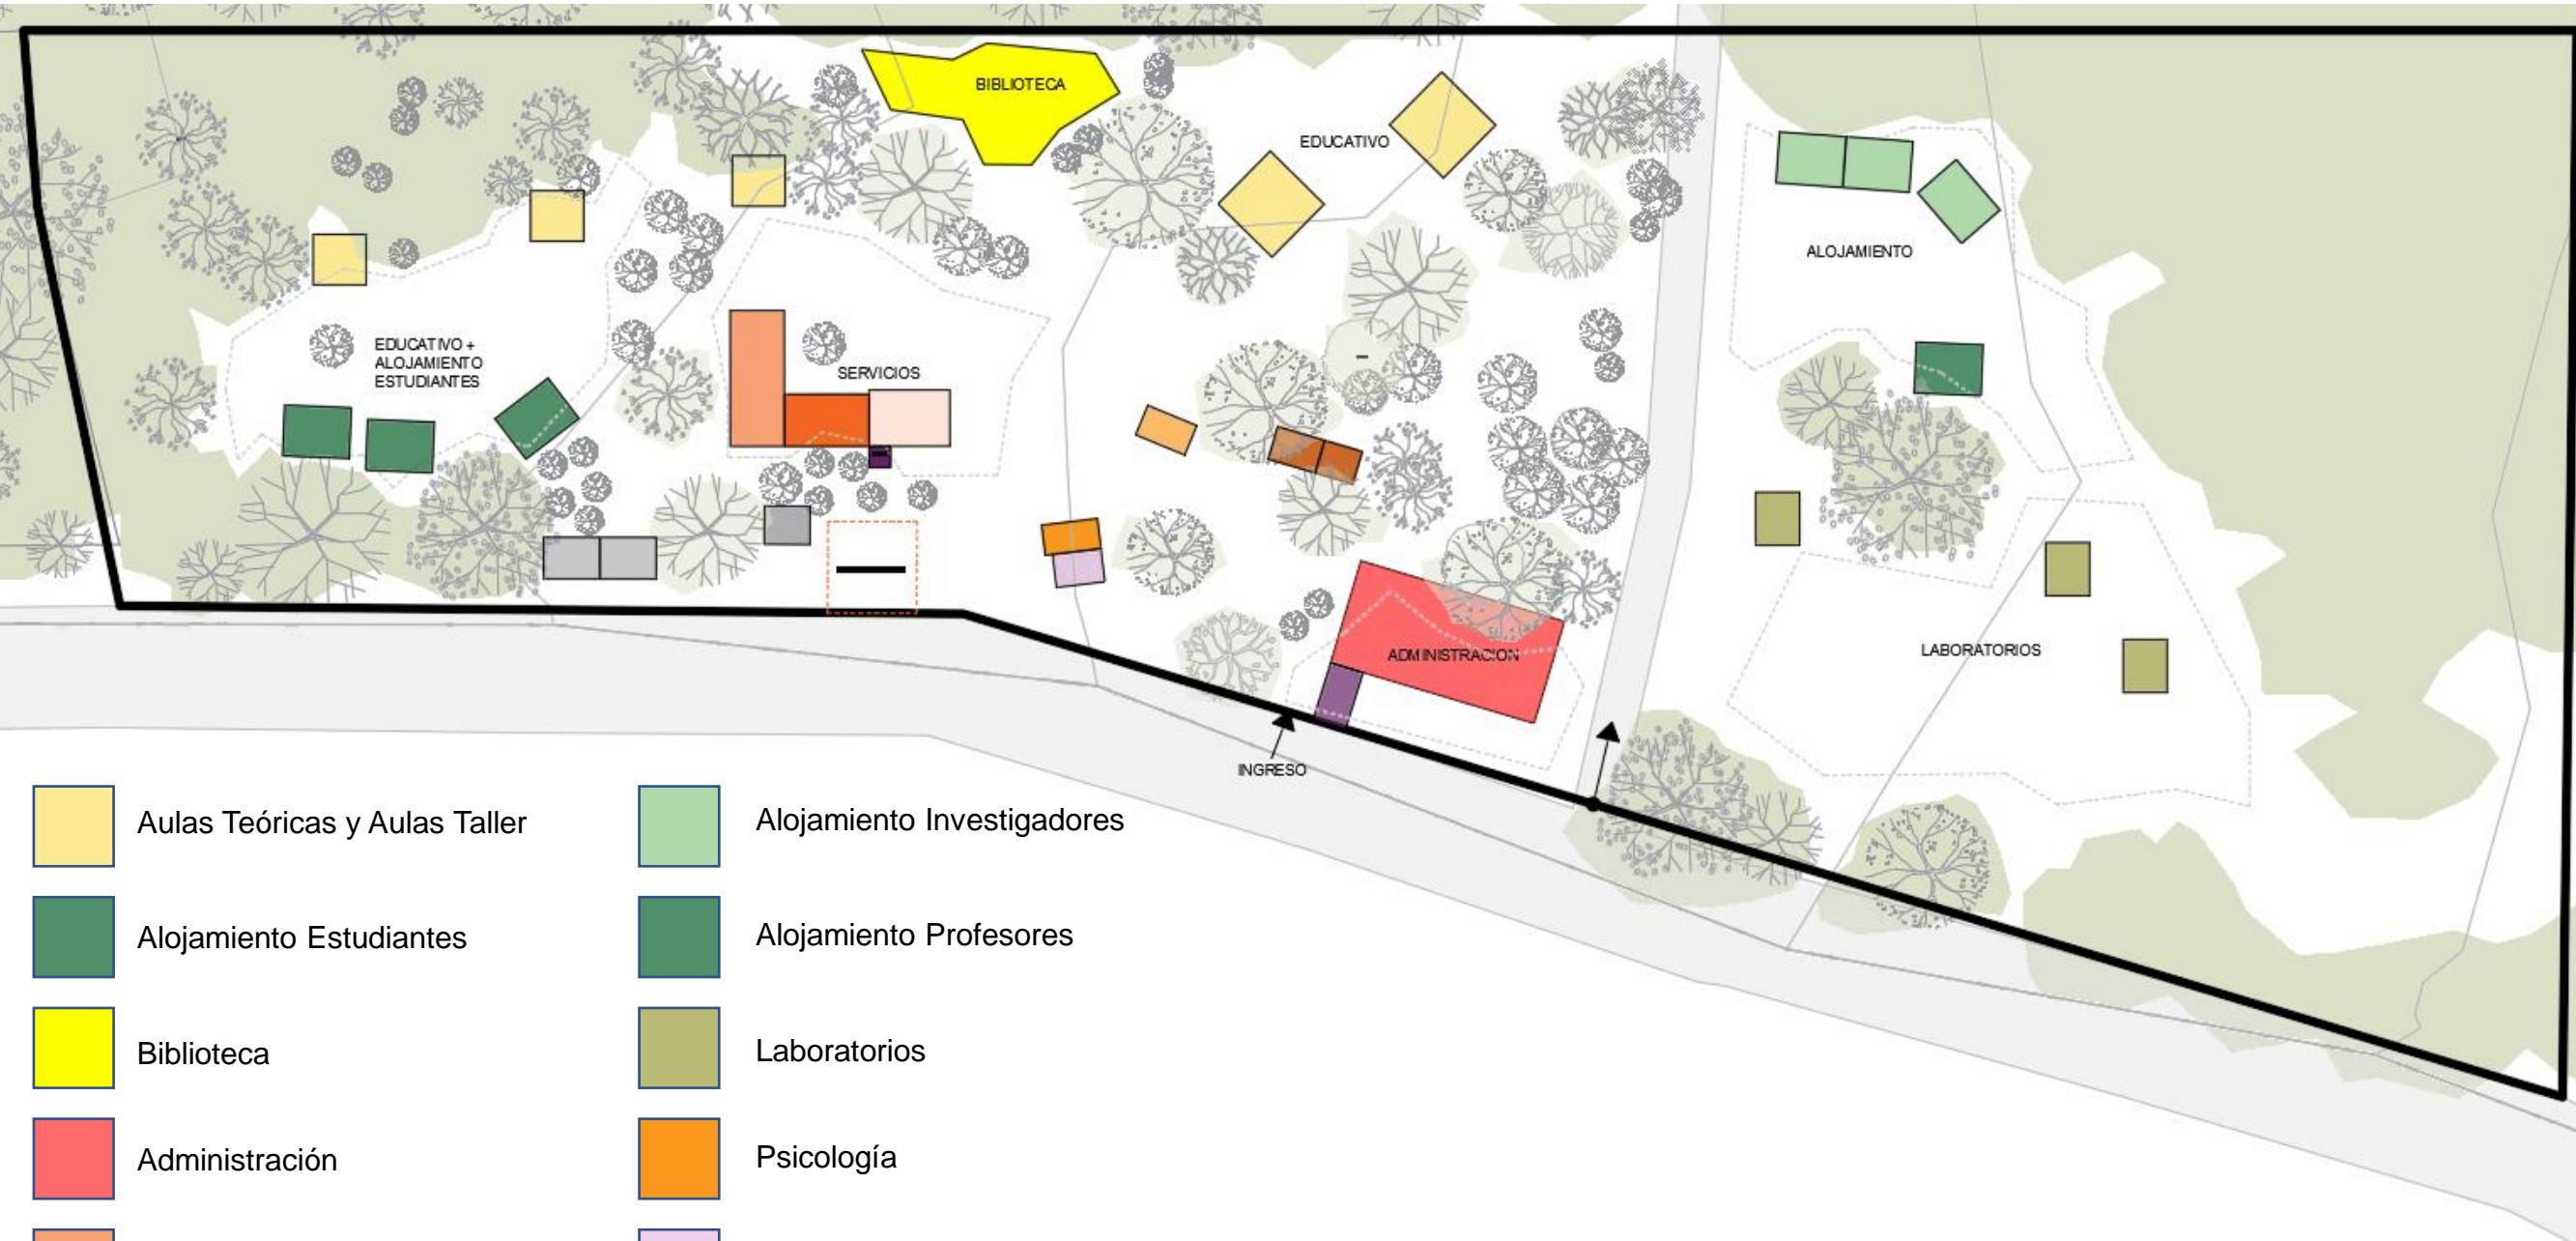 BIBLIOTECA
EDUCATIVO
ALOJAMIENTO
EDUCATIVO +
ALOJAMIENTO
ESTUDIANTES
SERVICIOS
ADMINISTRACION
LABORATORIOS
INGRESO
Aulas Teóricas y Aulas Taller
Alojamiento Investigadores
Alojamiento Estudiantes
Alojamiento Profesores
Biblioteca
Laboratorios
Administración
Psicología